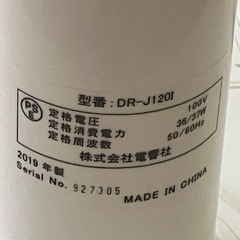 型番: DR-J120I
PSE
定格電圧 100V
定格消費電力 36/37W
定格周波数 50/60Hz
株式会社電響社
2019 年製
Serial No. 927305
MADE IN CHINA